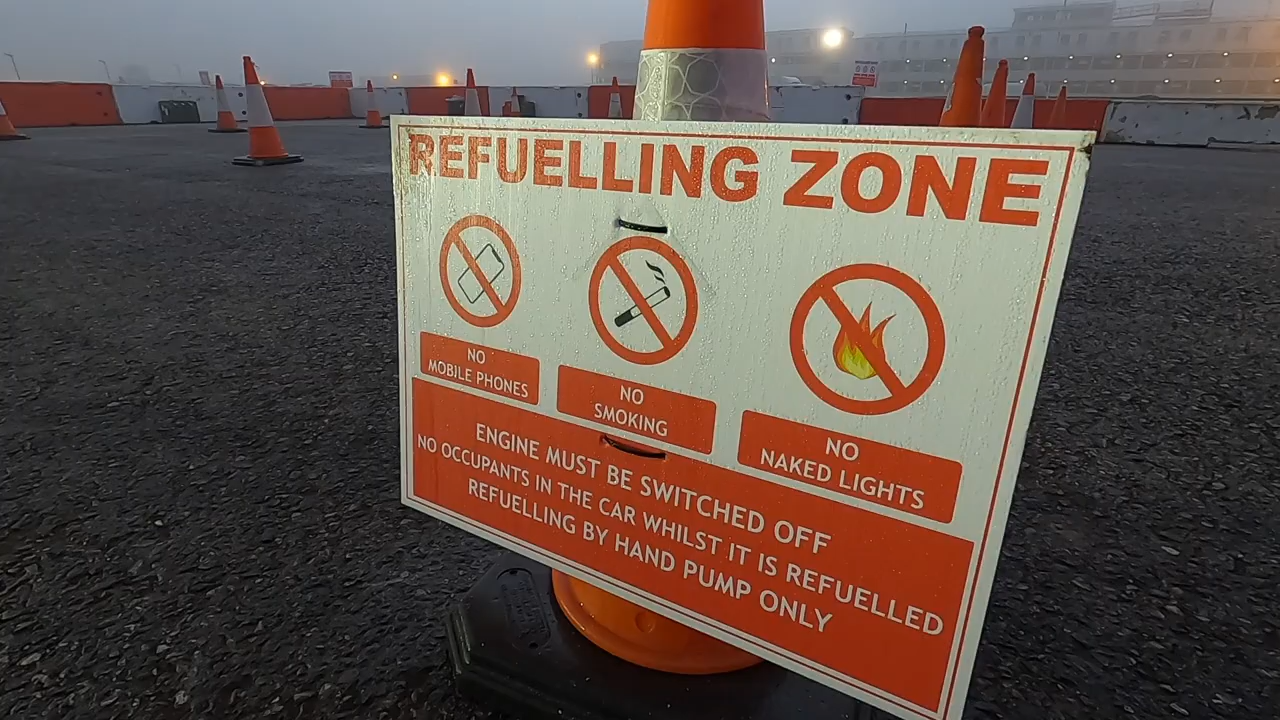 REFUELLING ZONE
NO
MOBILE PHONES
NO
SMOKING
NO
NAKED LIGHTS
ENGINE MUST BE SWITCHED OFF
NO OCCUPANTS IN THE CAR WHILST IT IS REFUELLED
REFUELLING BY HAND PUMP ONLY